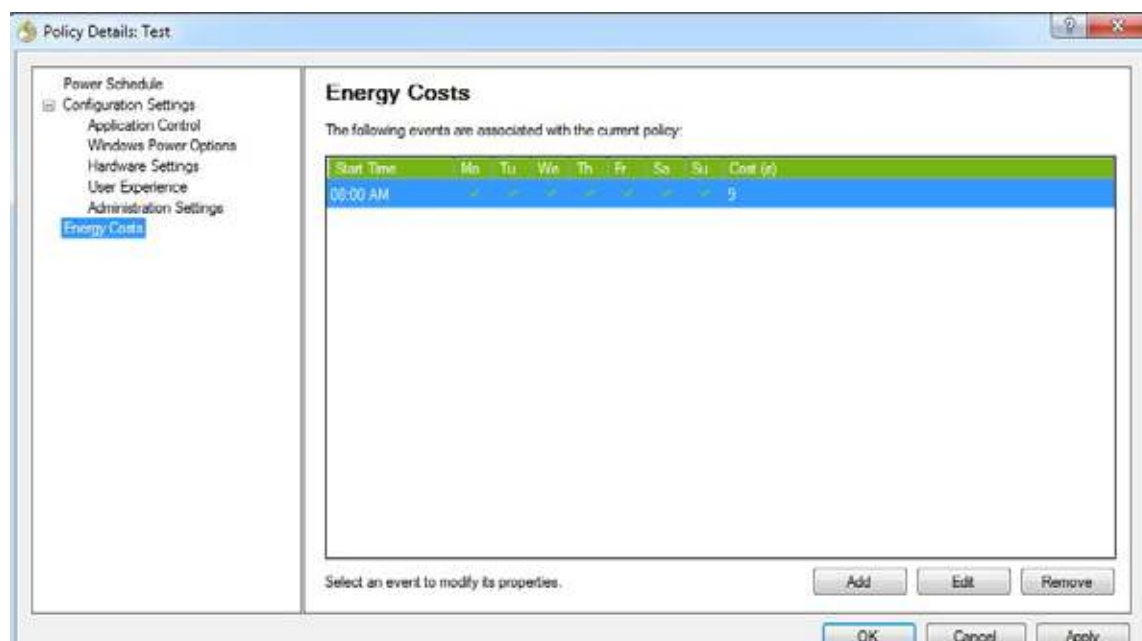 Policy Details: Test
Power Schedule
Configuration Settings
Application Control
Windows Power Options
Hardware Settings
User Experience
Administration Settings
Energy Costs
Energy Costs
The following events are associated with the current policy:
Start Time Mo Tu We Th Fr Sa Su Cost (¢)
08:00 AM ✓ ✓ ✓ ✓ ✓ ✓ ✓ 9
Select an event to modify its properties.
Add Edit Remove
OK Cancel Apply